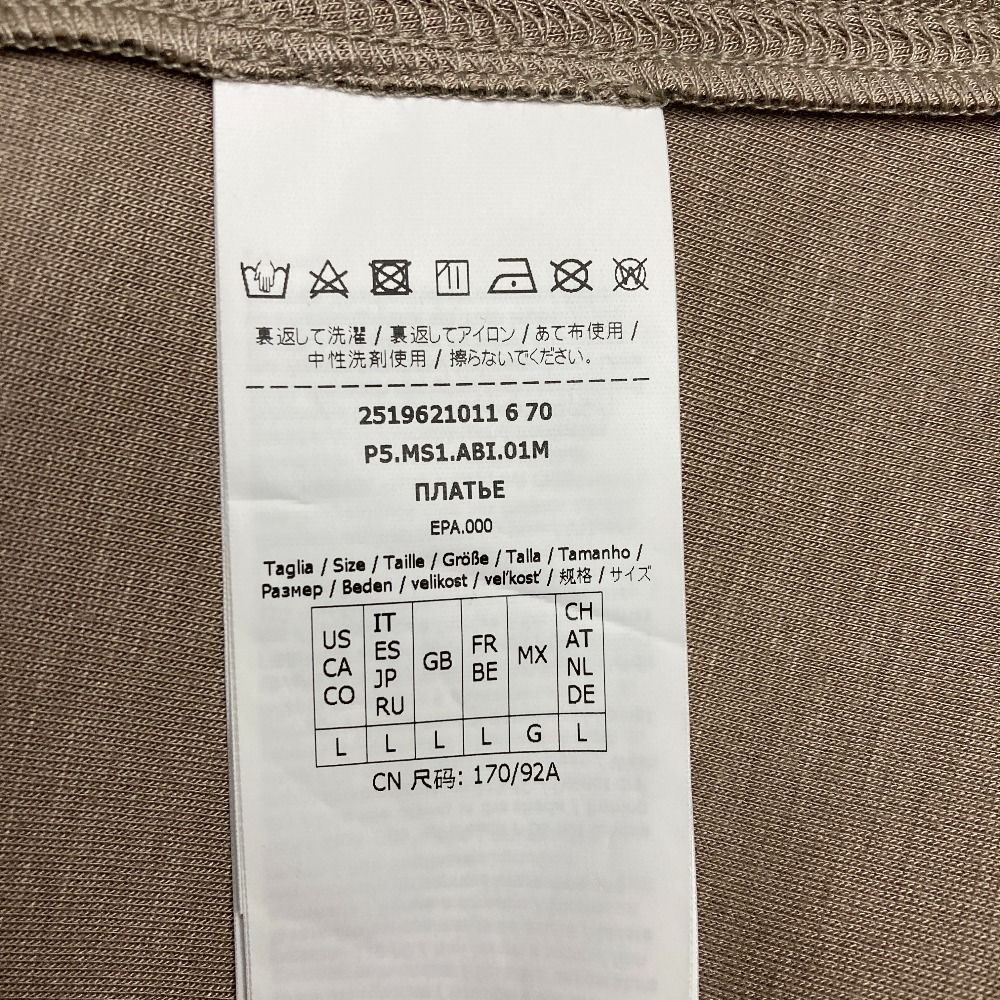 裏返して洗濯 / 裏返してアイロン / あて布使用 /
中性洗剤使用 / 擦らないでください。
2519621011 6 70
P5.MS1.ABI.01M
ПЛАТЬЕ
EPA.000
Taglia / Size / Taille / Größe / Talla / Tamanho /
Размер / Beden / velikost / veľkosť / 规格 / サイズ
US CA CO | IT ES JP RU | GB | FR BE | MX | CH AT NL DE
L | L | L | L | G | L
CN 尺码: 170/92A